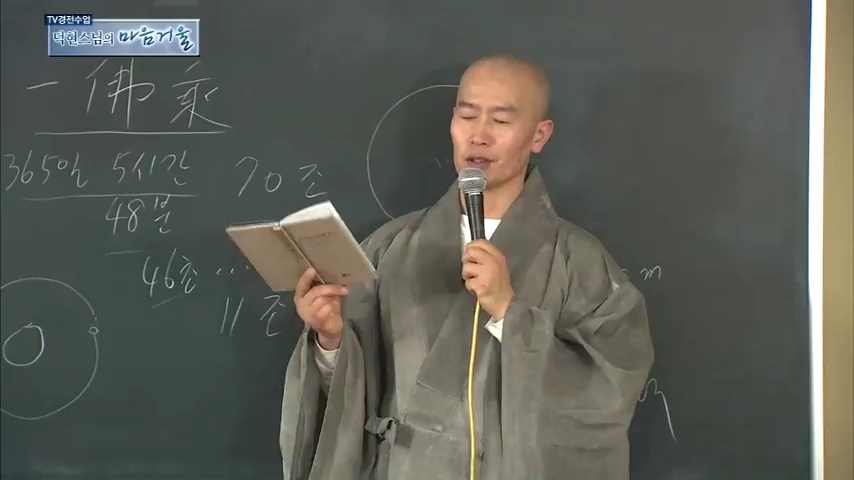 TV경전수업
덕현스님의 마음거울
一佛乘
365일 5시간
48분
46초 ...
70조
11조
m